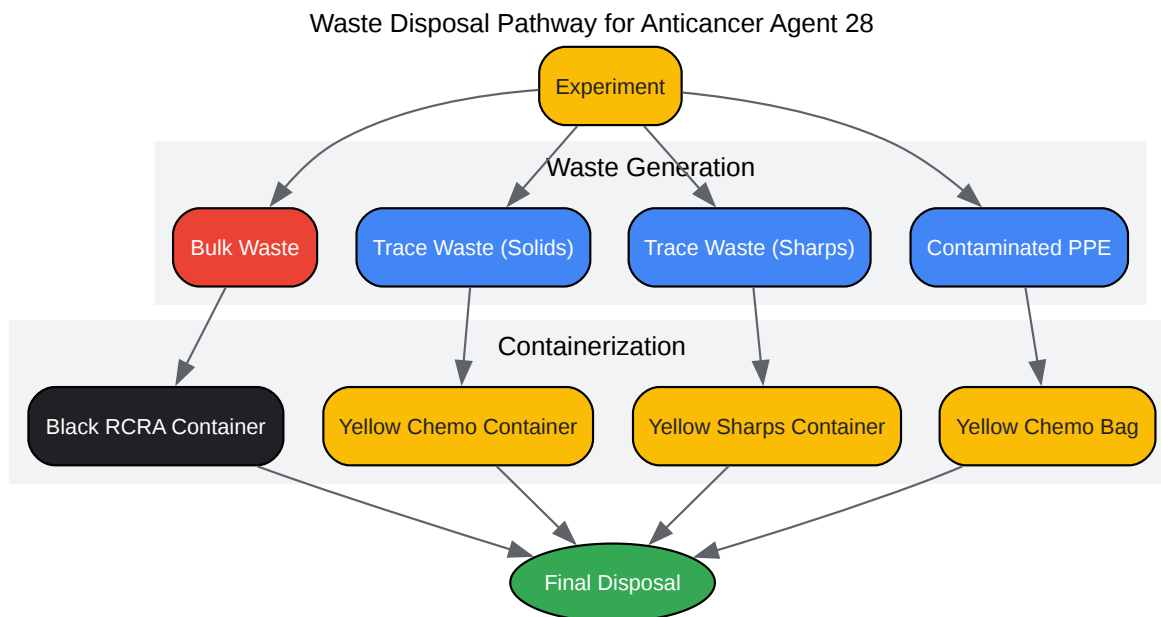 Waste Disposal Pathway for Anticancer Agent 28
Experiment
Waste Generation
Bulk Waste
Trace Waste (Solids)
Trace Waste (Sharps)
Contaminated PPE
Containerization
Black RCRA Container
Yellow Chemo Container
Yellow Sharps Container
Yellow Chemo Bag
Final Disposal